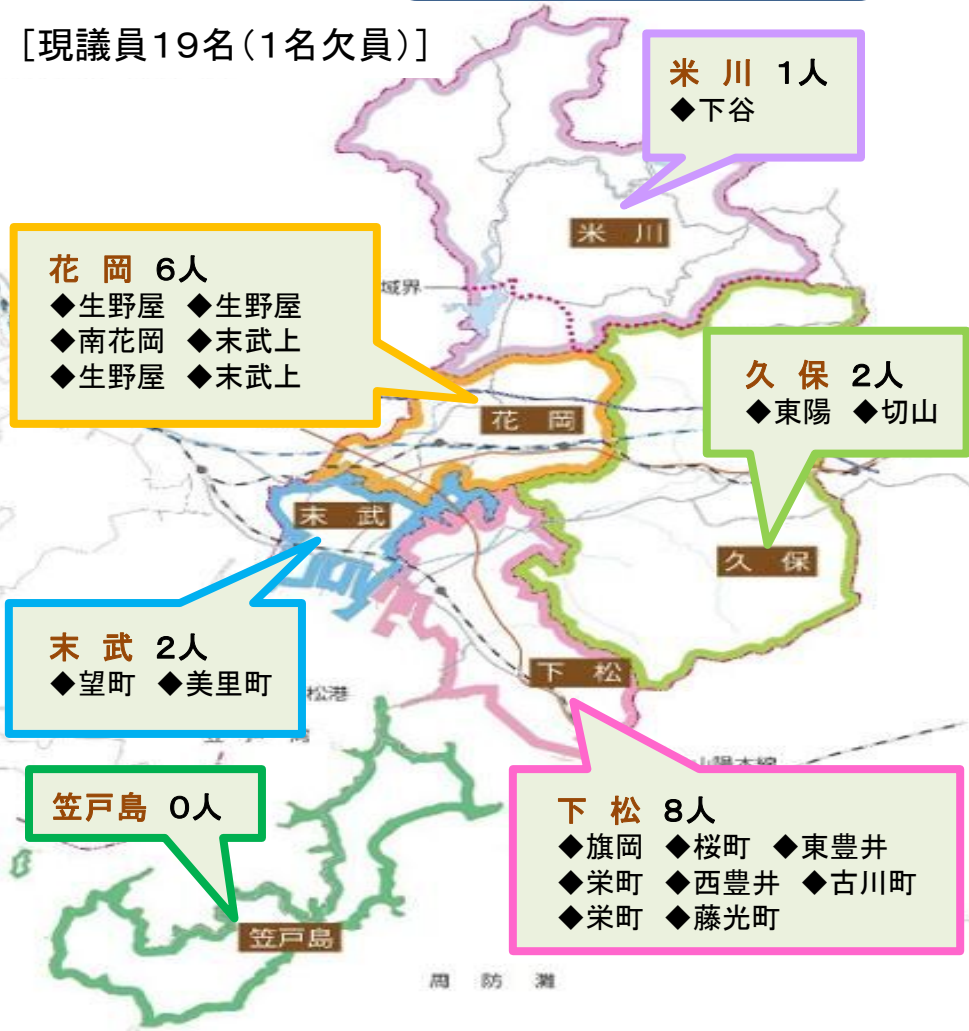 [現議員19名(1名欠員)]
米 川 1人
◆下谷
米 川
花 岡 6人
◆生野屋 ◆生野屋
◆南花岡 ◆末武上
◆生野屋 ◆末武上
域界
久 保 2人
◆東陽 ◆切山
花 岡
末 武
久 保
末 武 2人
◆望町 ◆美里町
下 松
松港
山陽本線
笠戸島 0人
下 松 8人
◆旗岡 ◆桜町 ◆東豊井
◆栄町 ◆西豊井 ◆古川町
◆栄町 ◆藤光町
笠戸島
周 防 灘